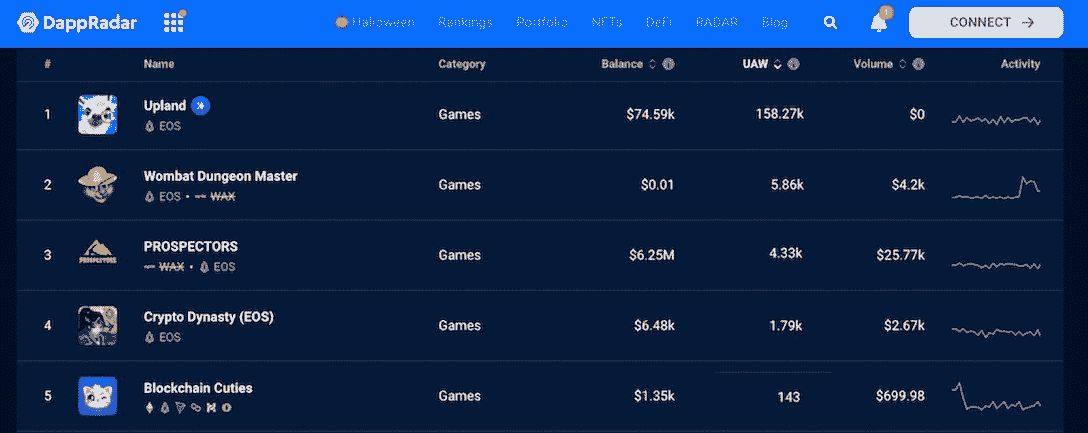 DappRadar Halloween Rankings Portfolio NFTs DeFi RADAR Blog 1 CONNECT →
# Name Category Balance UAW Volume Activity
1 Upland Games $74.59k 158.27k $0
EOS
2 Wombat Dungeon Master Games $0.01 5.86k $4.2k
EOS • WAX
3 PROSPECTORS Games $6.25M 4.33k $25.77k
PROSPECTORS WAX • EOS
4 Crypto Dynasty (EOS) Games $6.48k 1.79k $2.67k
EOS
5 Blockchain Cuties Games $1.35k 143 $699.98